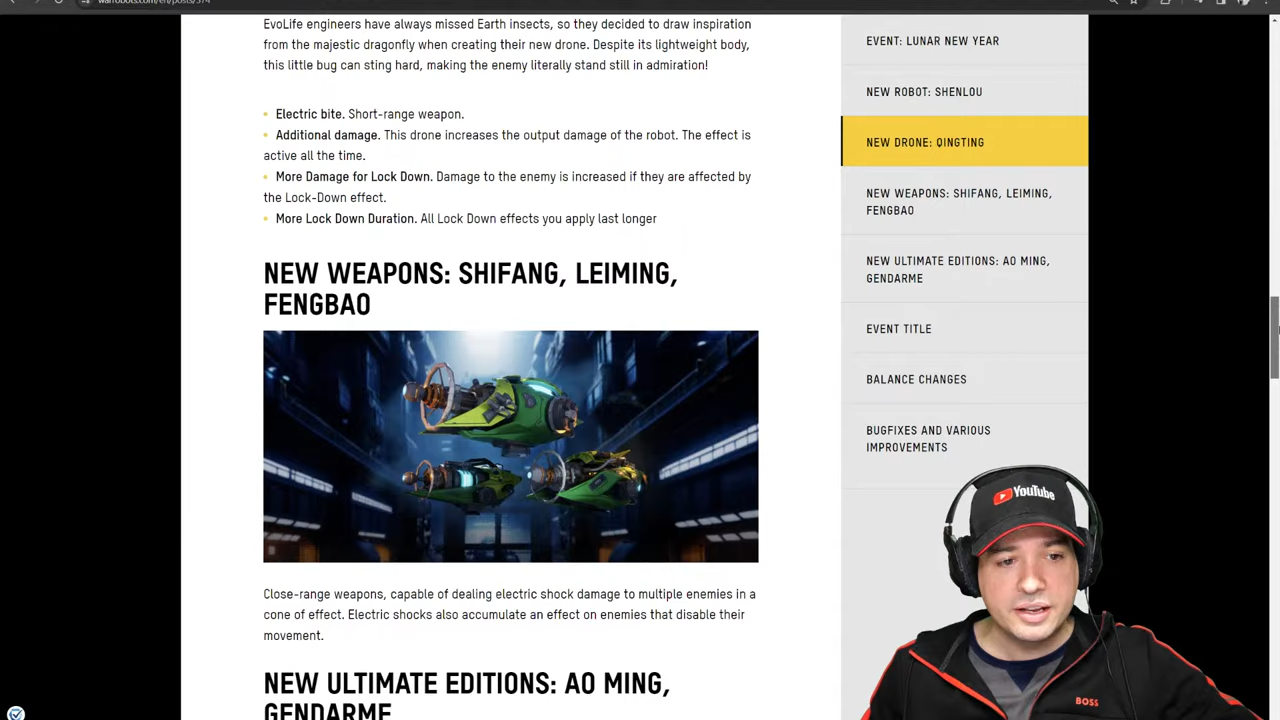 warrobots.com/en/posts/374
EvoLife engineers have always missed Earth insects, so they decided to draw inspiration
from the majestic dragonfly when creating their new drone. Despite its lightweight body,
this little bug can sting hard, making the enemy literally stand still in admiration!
• Electric bite. Short-range weapon.
• Additional damage. This drone increases the output damage of the robot. The effect is
active all the time.
• More Damage for Lock Down. Damage to the enemy is increased if they are affected by
the Lock-Down effect.
• More Lock Down Duration. All Lock Down effects you apply last longer
NEW WEAPONS: SHIFANG, LEIMING,
FENGBAO
Close-range weapons, capable of dealing electric shock damage to multiple enemies in a
cone of effect. Electric shocks also accumulate an effect on enemies that disable their
movement.
NEW ULTIMATE EDITIONS: AO MING,
GENDARME
EVENT: LUNAR NEW YEAR
NEW ROBOT: SHENLOU
NEW DRONE: QINGTING
NEW WEAPONS: SHIFANG, LEIMING,
FENGBAO
NEW ULTIMATE EDITIONS: AO MING,
GENDARME
EVENT TITLE
BALANCE CHANGES
BUGFIXES AND VARIOUS
IMPROVEMENTS
YouTube
BOSS